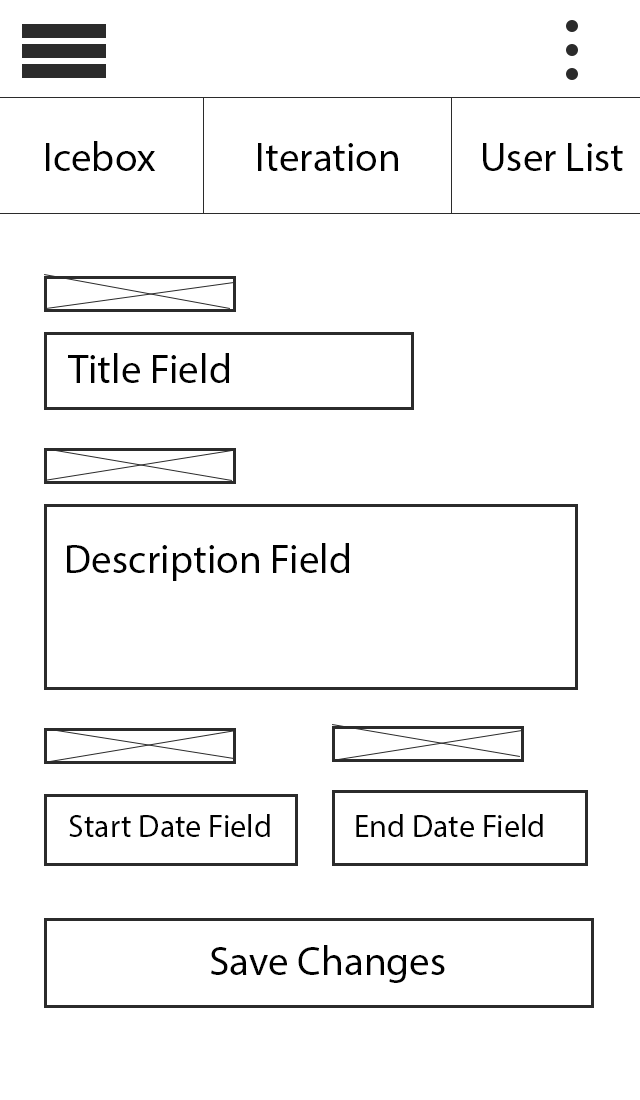 Icebox
Iteration
User List
Title Field
Description Field
Start Date Field
End Date Field
Save Changes